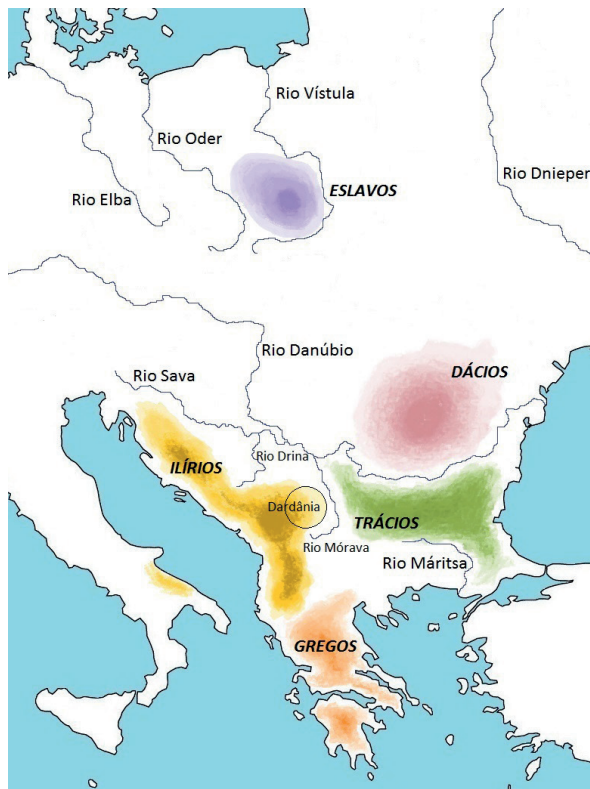 Rio Vístula
Rio Oder
Rio Dnieper
Rio Elba
ESLAVOS
Rio Danúbio
Rio Sava
DÁCIOS
Rio Drina
ILÍRIOS
Dardânia
TRÁCIOS
Rio Mórava
Rio Máritsa
GREGOS